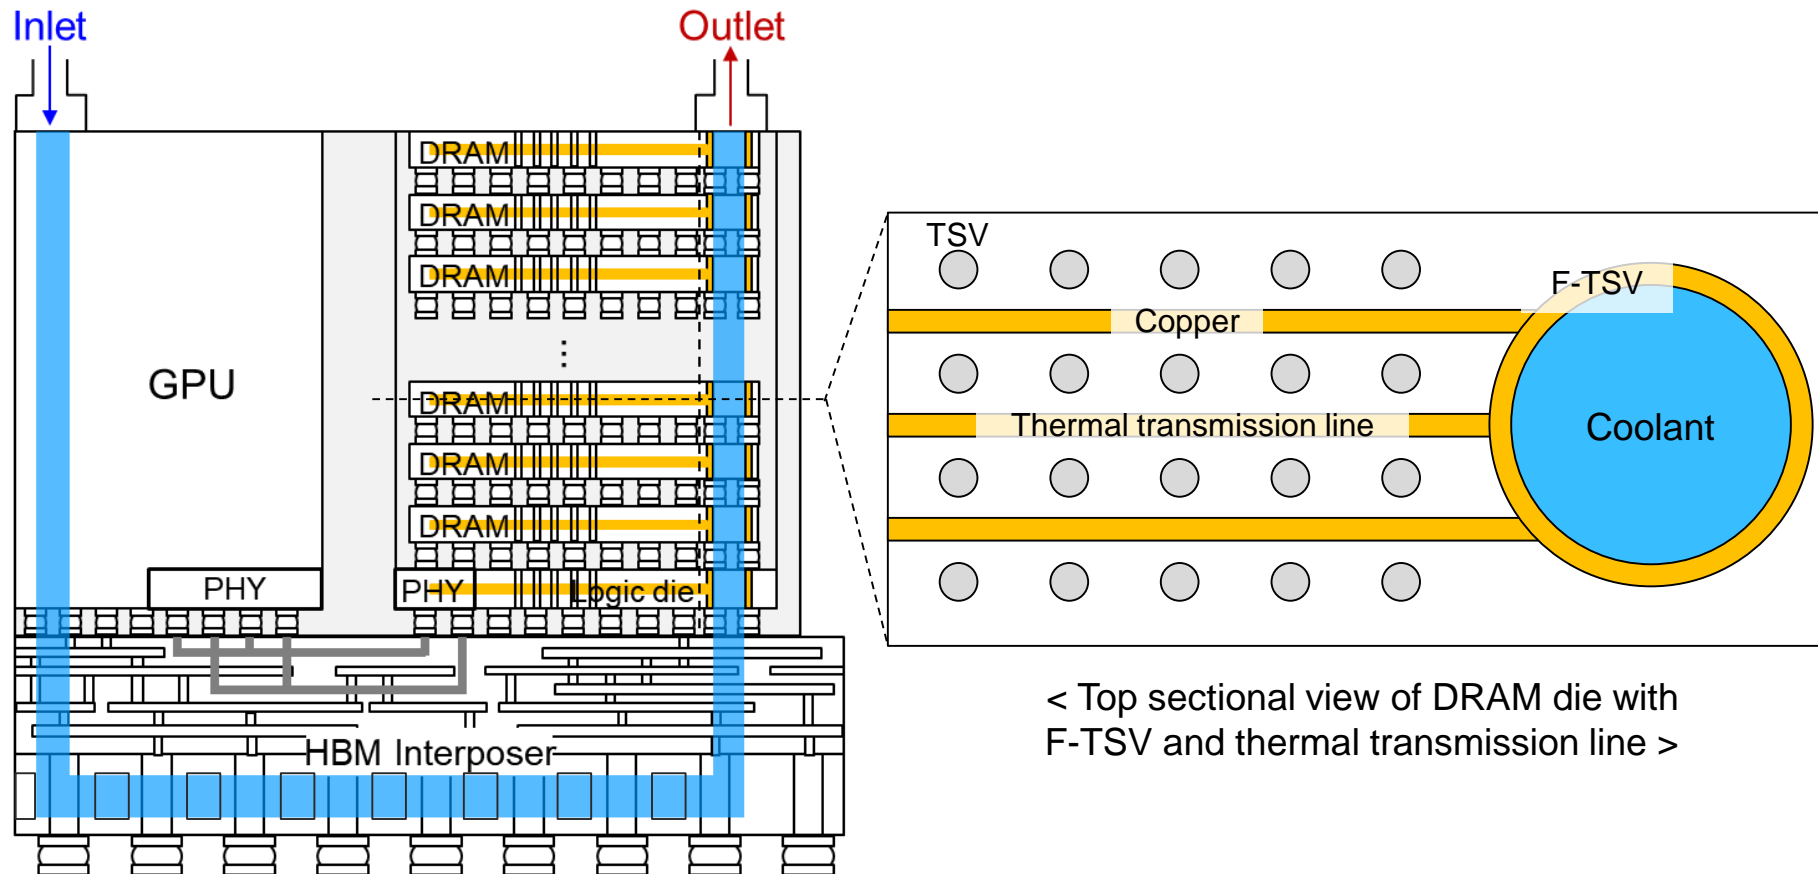 Inlet
Outlet
DRAM
DRAM
DRAM
⋮
GPU
DRAM
DRAM
DRAM
PHY
PHY
Logic die
HBM Interposer
TSV
F-TSV
Copper
Thermal transmission line
Coolant
< Top sectional view of DRAM die with
F-TSV and thermal transmission line >